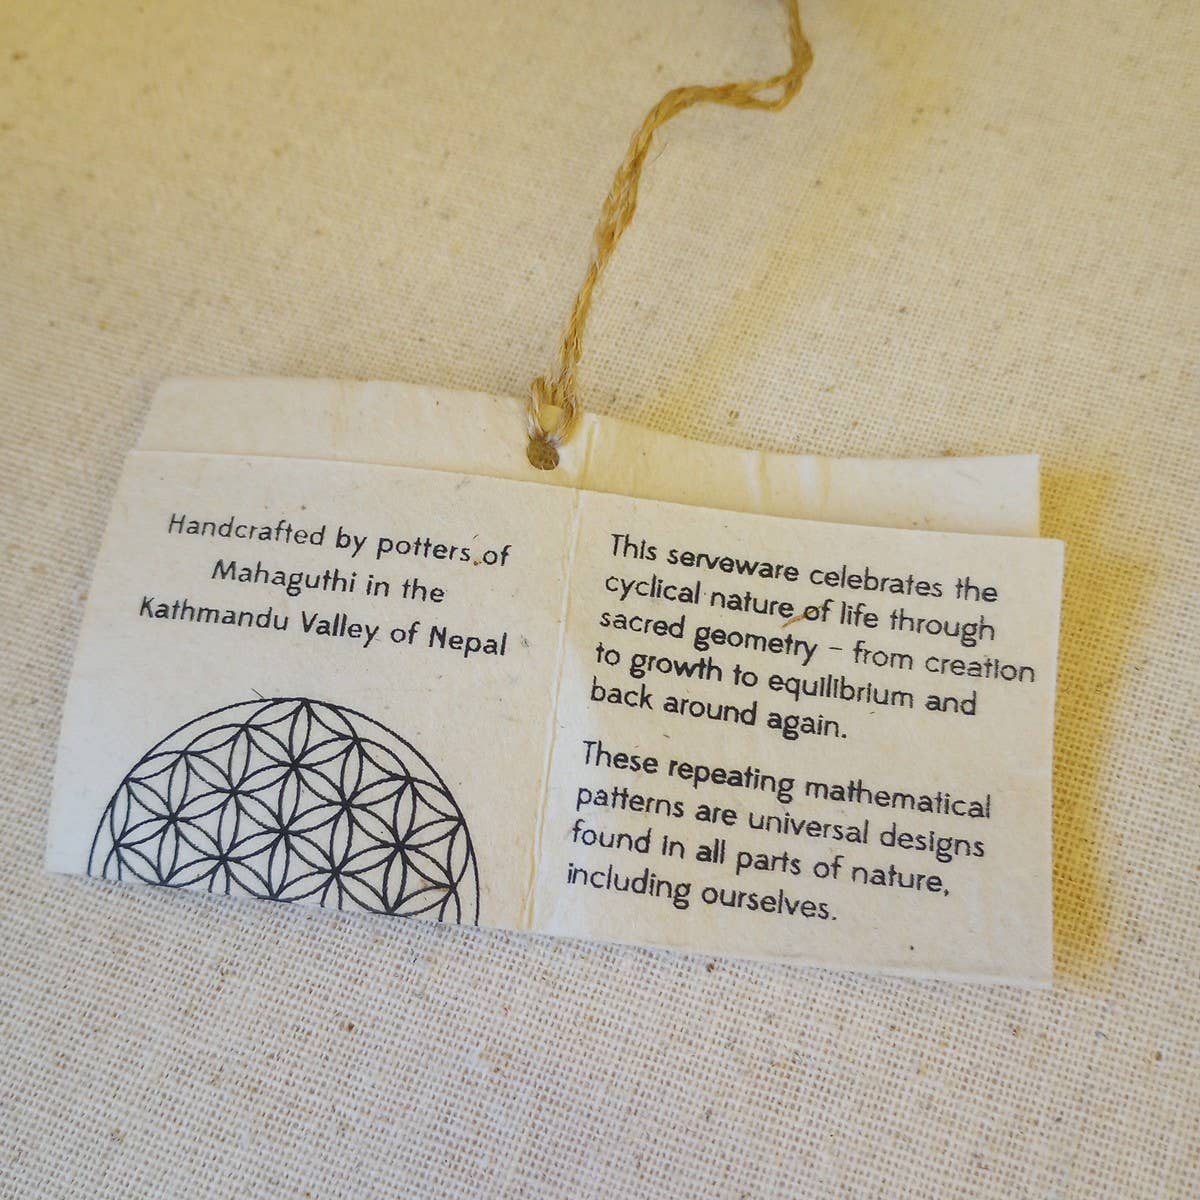 Handcrafted by potters of
Mahaguthi in the
Kathmandu Valley of Nepal
This serveware celebrates the
cyclical nature of life through
sacred geometry – from creation
to growth to equilibrium and
back around again.
These repeating mathematical
patterns are universal designs
found in all parts of nature,
including ourselves.